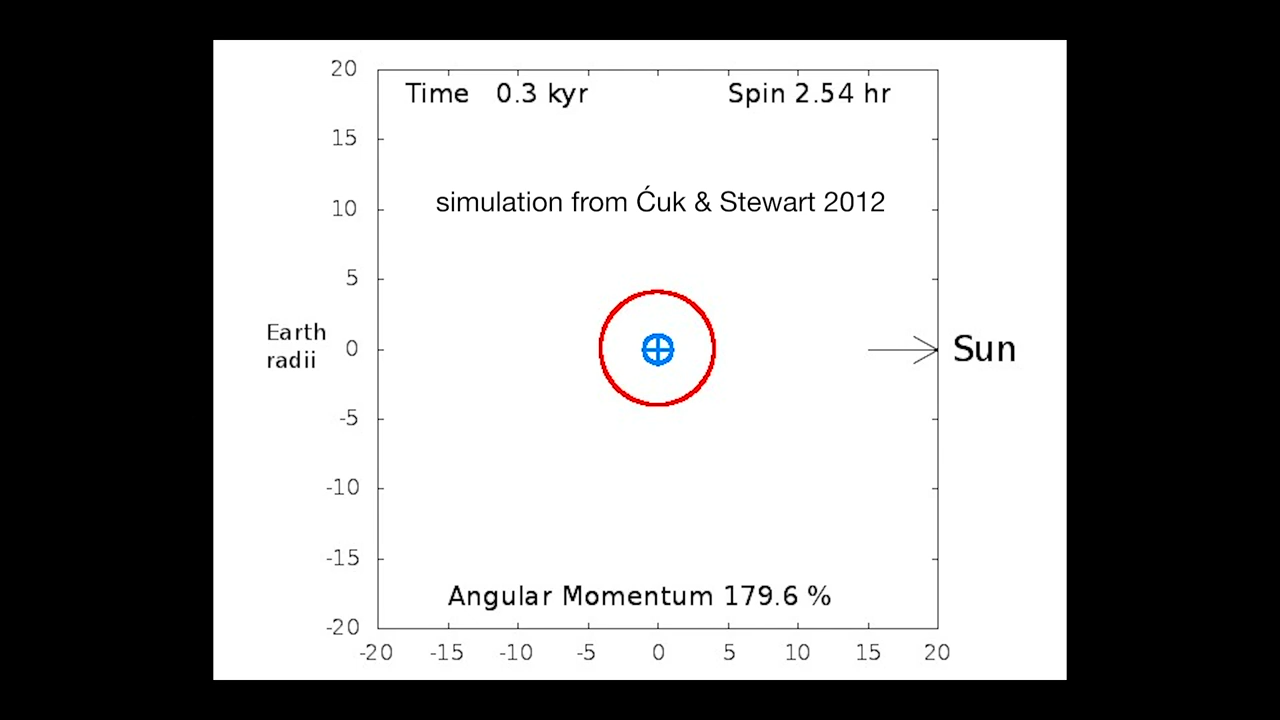 20
Time 0.3 kyr Spin 2.54 hr
15
simulation from Ćuk & Stewart 2012
10
5
Earth
radii
0
Sun
-5
-10
-15
Angular Momentum 179.6 %
-20
-20 -15 -10 -5 0 5 10 15 20